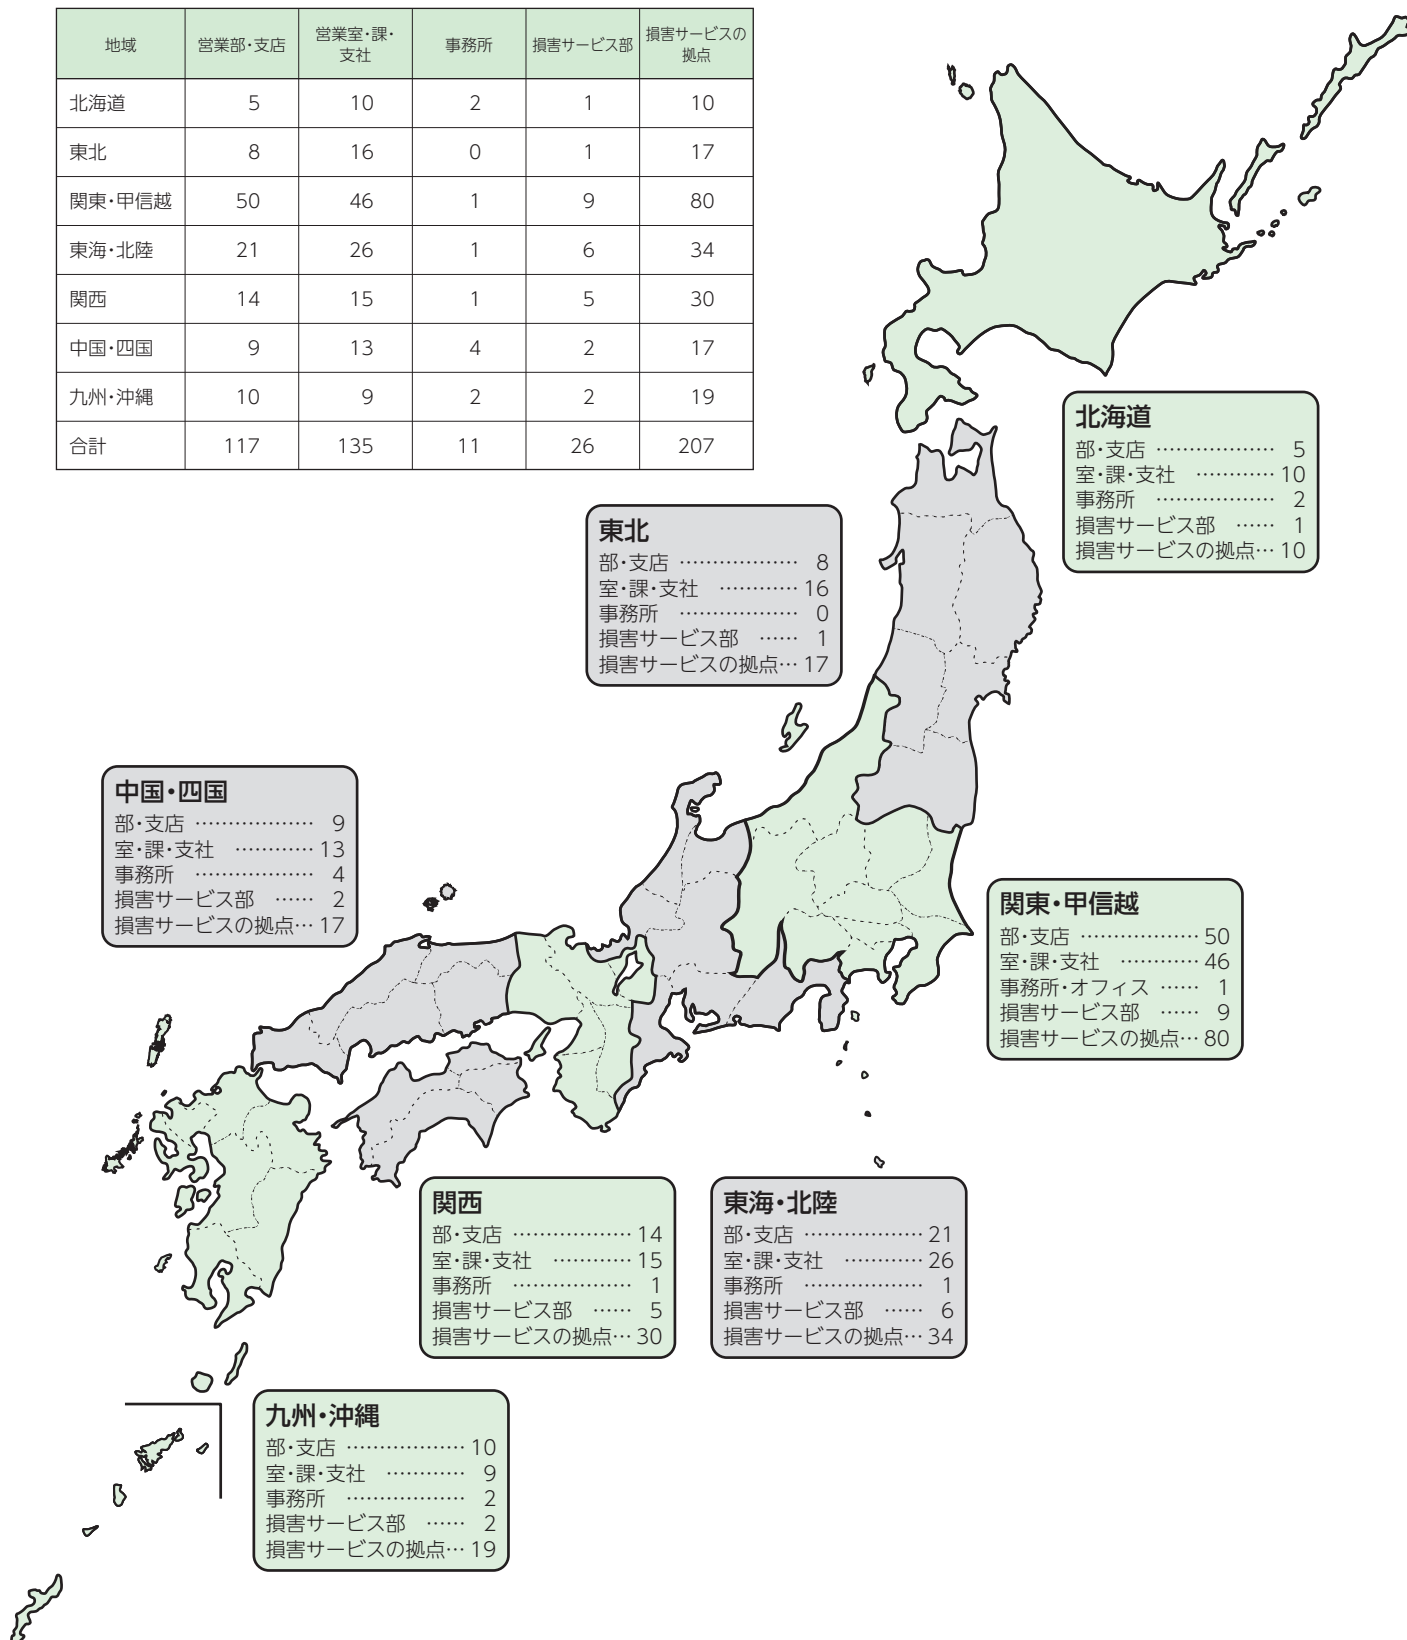 地域 営業部・支店 営業室・課・支社 事務所 損害サービス部 損害サービスの拠点
北海道 5 10 2 1 10
東北 8 16 0 1 17
関東・甲信越 50 46 1 9 80
東海・北陸 21 26 1 6 34
関西 14 15 1 5 30
中国・四国 9 13 4 2 17
九州・沖縄 10 9 2 2 19
合計 117 135 11 26 207
北海道
部・支店 ……………… 5
室・課・支社 ………… 10
事務所 ……………… 2
損害サービス部 …… 1
損害サービスの拠点… 10
東北
部・支店 ……………… 8
室・課・支社 ………… 16
事務所 ……………… 0
損害サービス部 …… 1
損害サービスの拠点… 17
中国・四国
部・支店 ……………… 9
室・課・支社 ………… 13
事務所 ……………… 4
損害サービス部 …… 2
損害サービスの拠点… 17
関東・甲信越
部・支店 ……………… 50
室・課・支社 ………… 46
事務所・オフィス …… 1
損害サービス部 …… 9
損害サービスの拠点… 80
関西
部・支店 ……………… 14
室・課・支社 ………… 15
事務所 ……………… 1
損害サービス部 …… 5
損害サービスの拠点… 30
東海・北陸
部・支店 ……………… 21
室・課・支社 ………… 26
事務所 ……………… 1
損害サービス部 …… 6
損害サービスの拠点… 34
九州・沖縄
部・支店 ……………… 10
室・課・支社 ………… 9
事務所 ……………… 2
損害サービス部 …… 2
損害サービスの拠点… 19